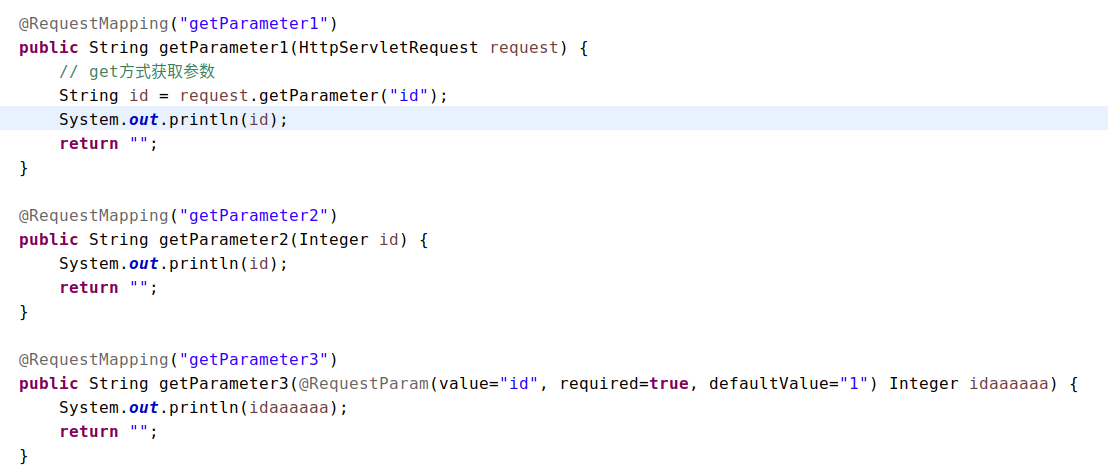 @RequestMapping("getParameter1")
public String getParameter1(HttpServletRequest request) {
    // get方式获取参数
    String id = request.getParameter("id");
    System.out.println(id);
    return "";
}

@RequestMapping("getParameter2")
public String getParameter2(Integer id) {
    System.out.println(id);
    return "";
}

@RequestMapping("getParameter3")
public String getParameter3(@RequestParam(value="id", required=true, defaultValue="1") Integer idaaaaaa) {
    System.out.println(idaaaaaa);
    return "";
}